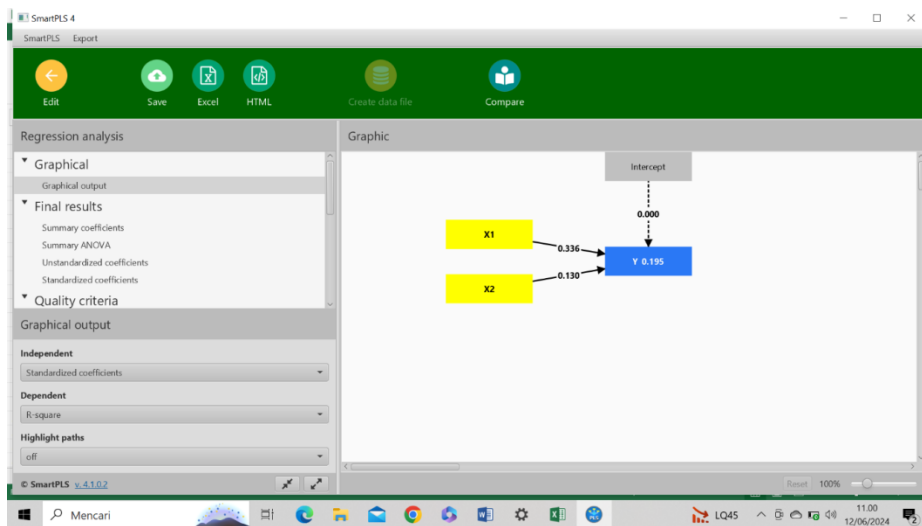 SmartPLS 4
SmartPLS Export
Edit Save Excel HTML Create data file Compare
Regression analysis
Graphical
Graphical output
Final results
Summary coefficients
Summary ANOVA
Unstandardized coefficients
Standardized coefficients
Quality criteria
Graphical output
Independent
Standardized coefficients
Dependent
R-square
Highlight paths
off
© SmartPLS v. 4.1.0.2
Graphic
Intercept
0.000
X1
0.336
Y 0.195
0.130
X2
Reset 100%
Mencari
LQ45
11.00
12/06/2024